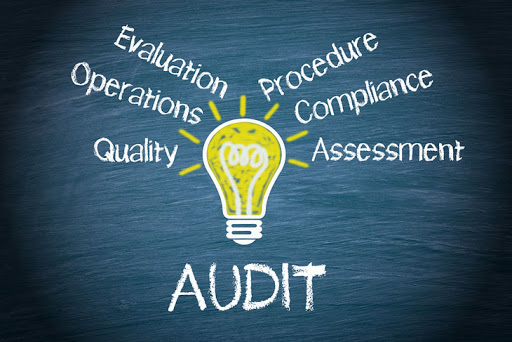 Evaluation
Procedure
Operations
Compliance
Quality
Assessment
AUDIT